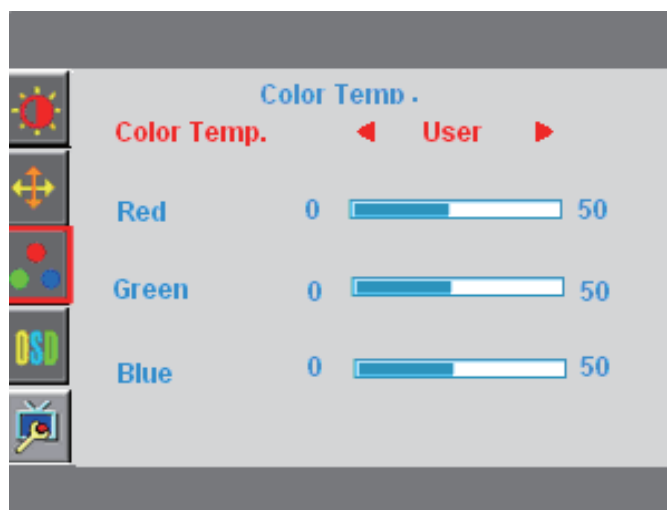 Color Temp .
Color Temp. User
Red 0 50
Green 0 50
OSD
Blue 0 50